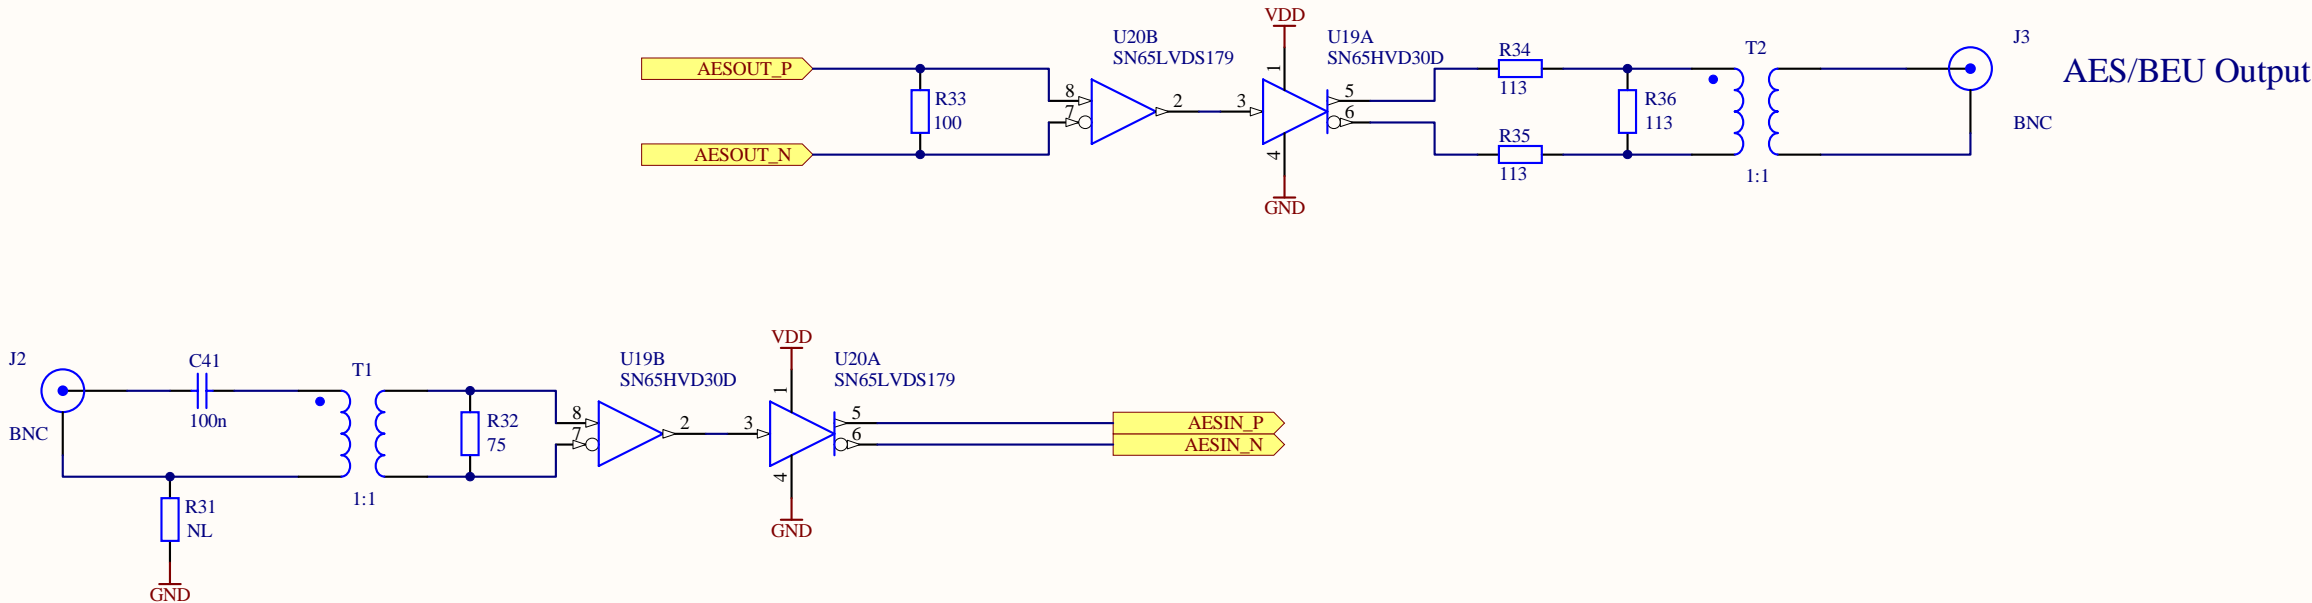 VDD
U20B
SN65LVDS179
U19A
SN65HVD30D
R34
113
T2
J3
AES/BEU Output
AESOUT_P
R33
100
8
7
2
3
1
4
5
6
R36
113
BNC
AESOUT_N
R35
113
1:1
GND
VDD
J2
C41
100n
T1
U19B
SN65HVD30D
U20A
SN65LVDS179
BNC
R32
75
8
7
2
3
1
4
5
6
AESIN_P
AESIN_N
R31
NL
1:1
GND
GND